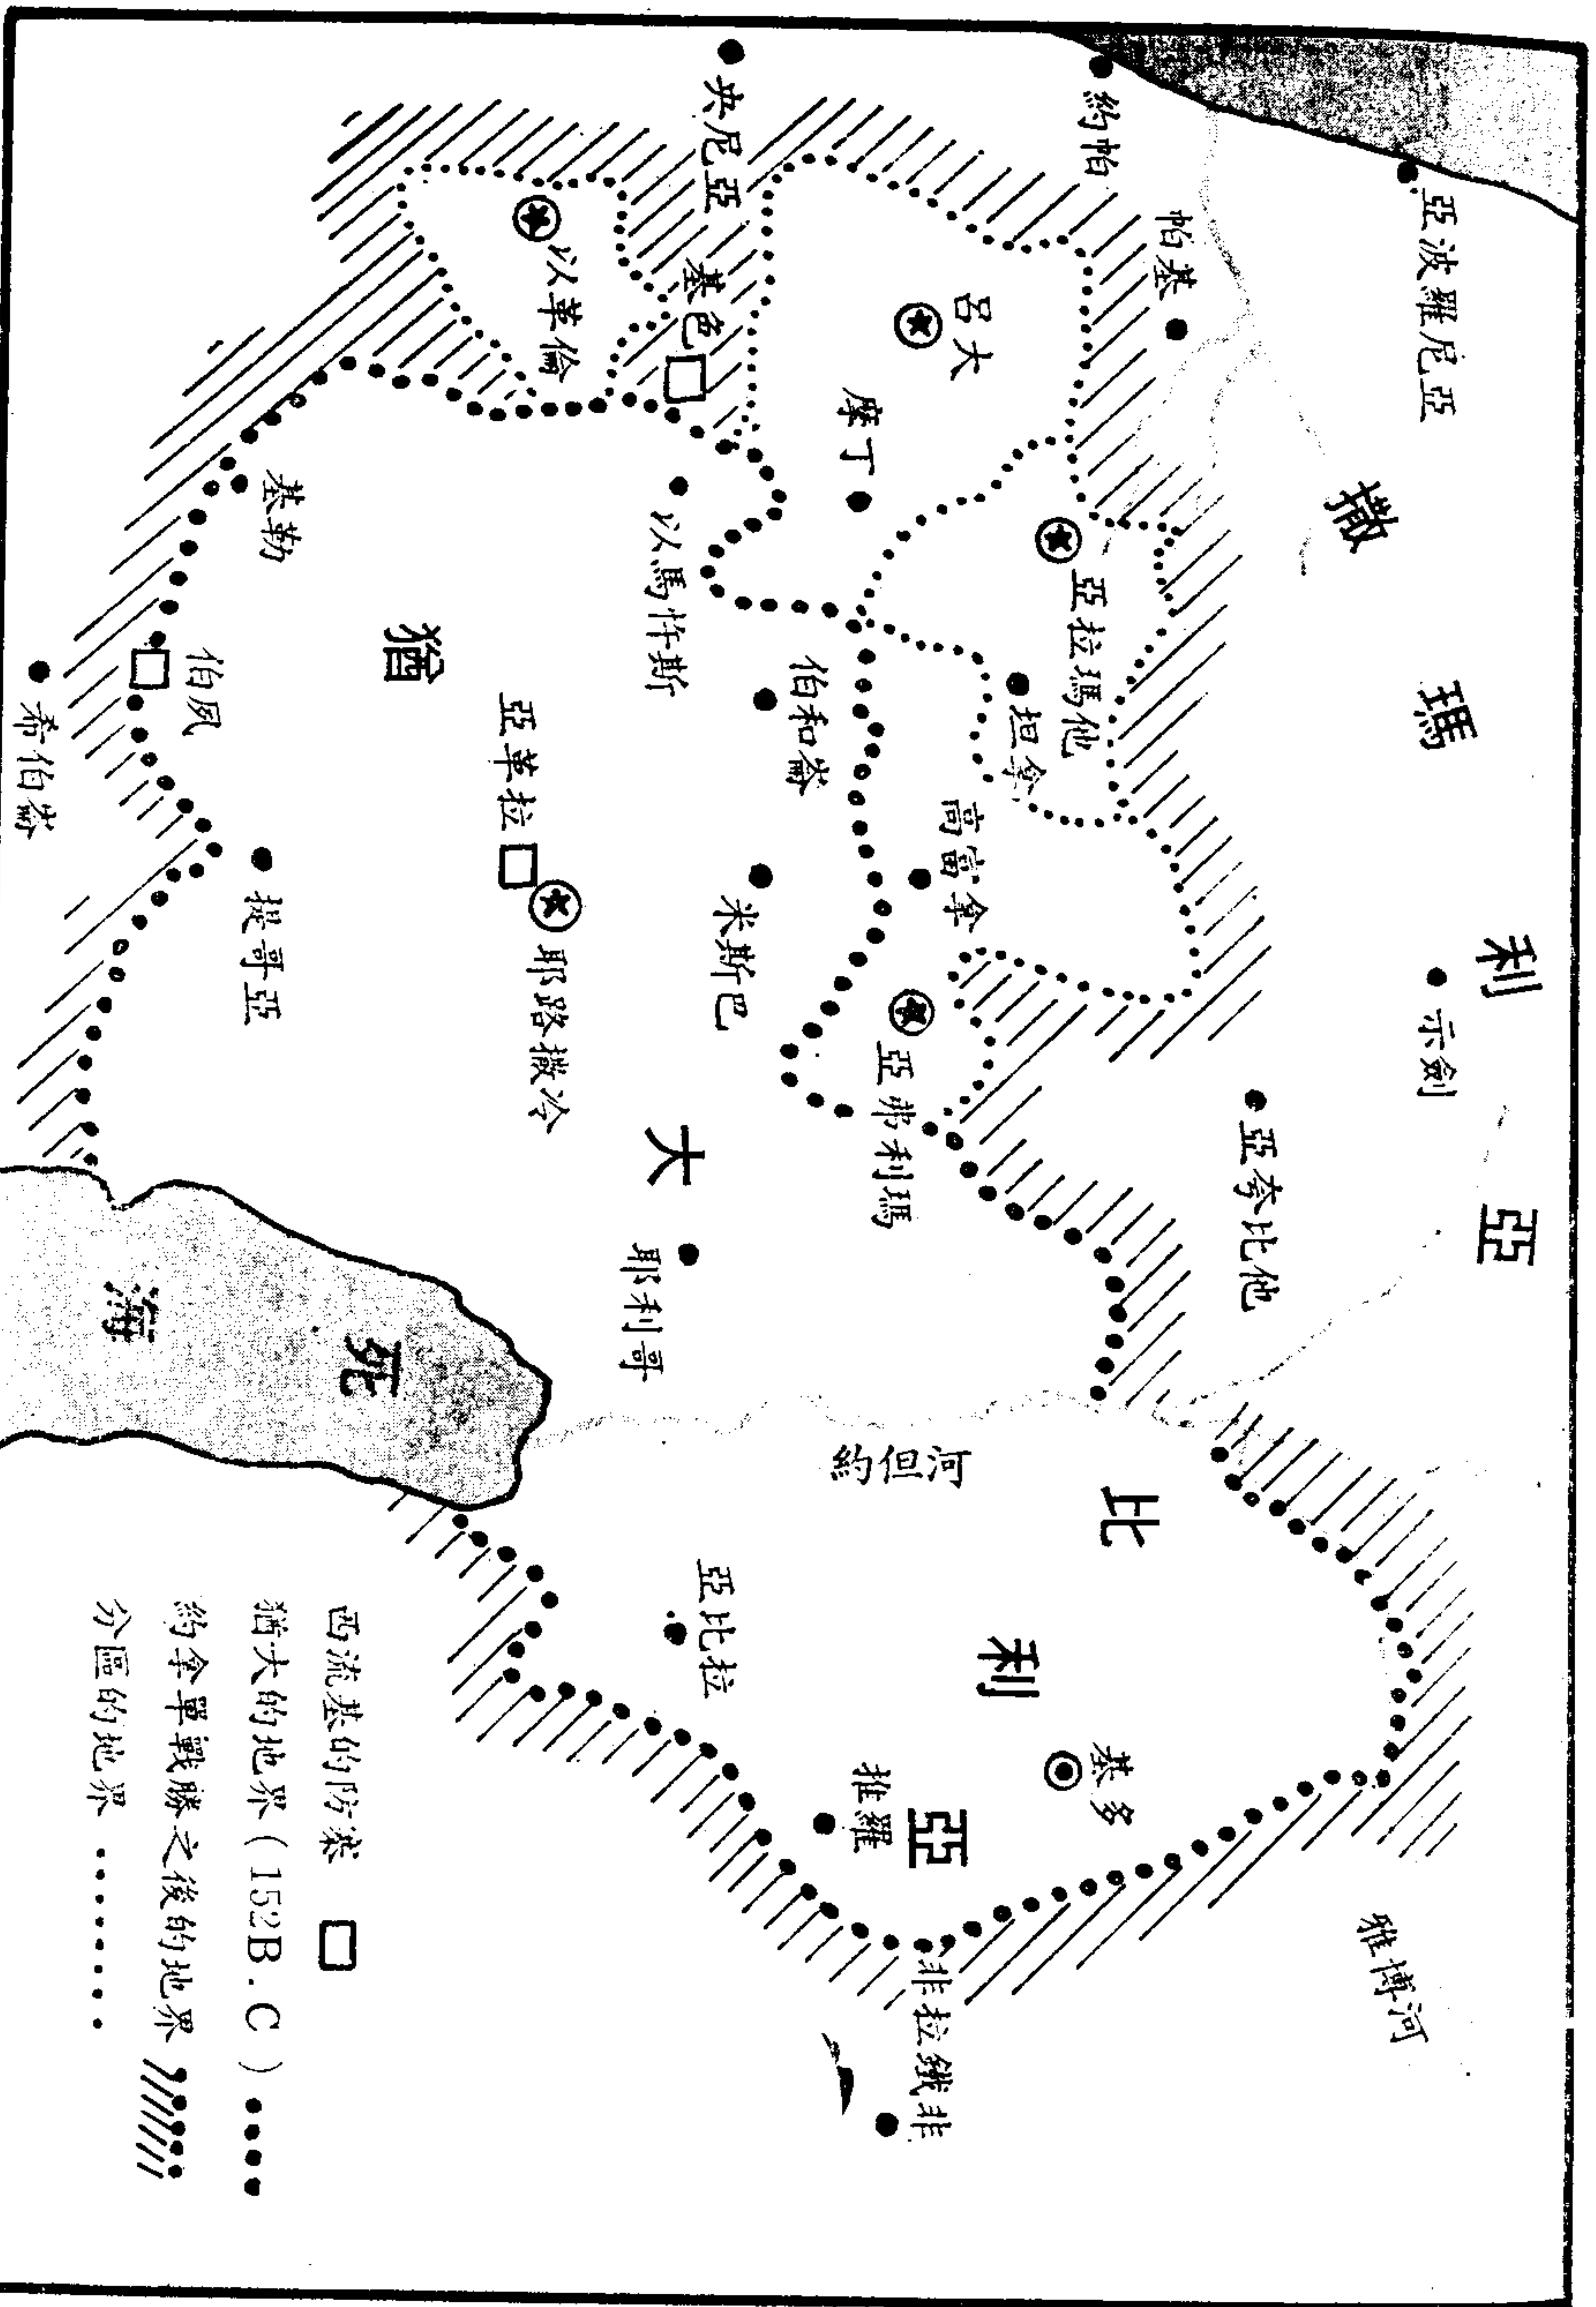 亞波羅尼亞
約帕
帕基
央尼亞
撒瑪利亞
呂大
摩丁
基色
以革倫
亞拉瑪他
坦拿
高富拿
示劍
亞夸比他
亞弗利瑪
以馬忤斯
伯和崙
米斯巴
基勒
猶大
亞革拉
耶路撒冷
耶利哥
伯夙
希伯崙
提哥亞
死海
約但河
比利亞
亞比拉
基多
推羅
非拉鐵非
雅博河
西流基的防寨
猶大的地界(152B.C)
約拿單戰勝之後的地界
分區的地界